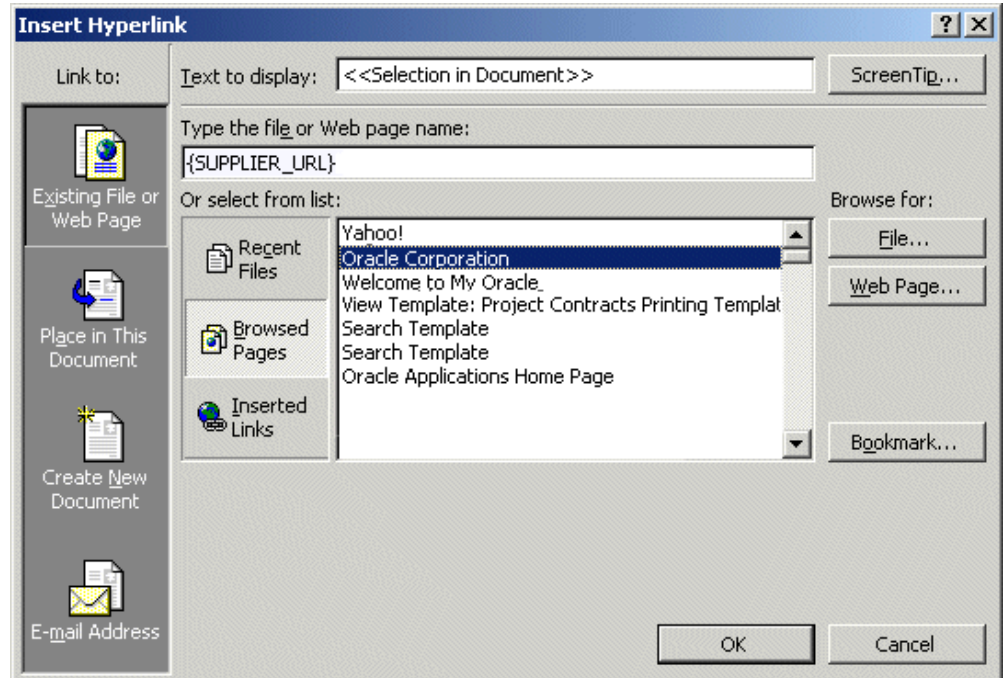 Insert Hyperlink
Link to:
Text to display:
<<Selection in Document>>
ScreenTip...
Type the file or Web page name:
{SUPPLIER_URL}
Existing File or
Web Page
Or select from list:
Browse for:
Recent
Files
Browsed
Pages
Inserted
Links
Yahoo!
Oracle Corporation
Welcome to My Oracle
View Template: Project Contracts Printing Templat
Search Template
Search Template
Oracle Applications Home Page
File...
Web Page...
Bookmark...
Place in This
Document
Create New
Document
E-mail Address
OK
Cancel